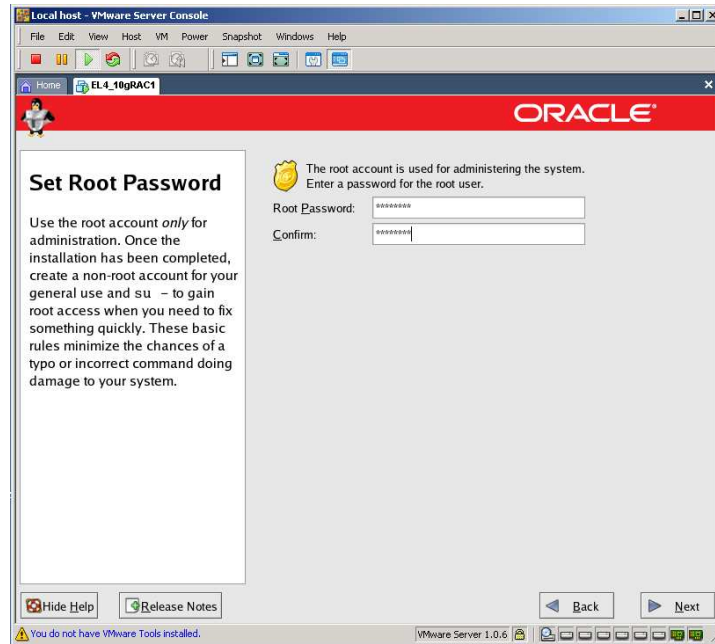 Local host - VMware Server Console
File Edit View Host VM Power Snapshot Windows Help
Home EL4_10gRAC1
ORACLE
Set Root Password
Use the root account only for
administration. Once the
installation has been completed,
create a non-root account for your
general use and su - to gain
root access when you need to fix
something quickly. These basic
rules minimize the chances of a
typo or incorrect command doing
damage to your system.
The root account is used for administering the system.
Enter a password for the root user.
Root Password: ********
Confirm: ********
Hide Help Release Notes Back Next
You do not have VMware Tools installed. VMware Server 1.0.6